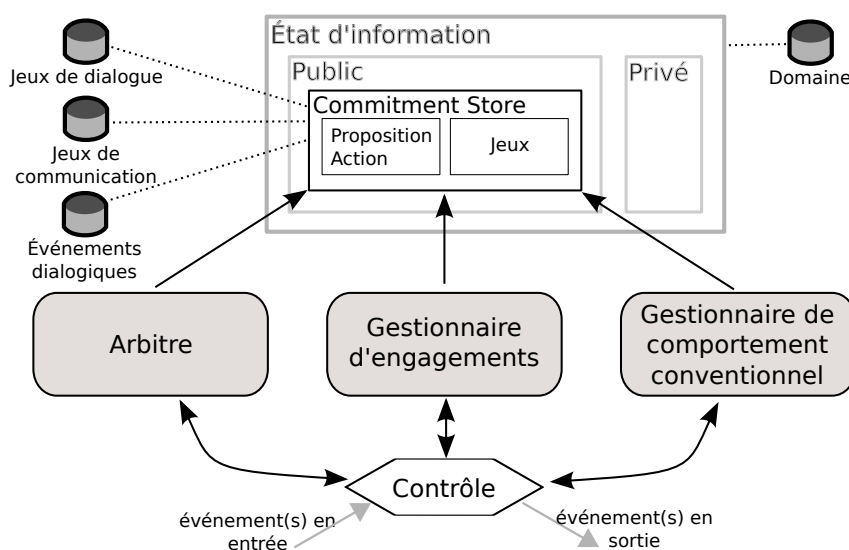 État d'information
Public
Privé
Commitment Store
Proposition
Action
Jeux
Jeux de dialogue
Jeux de
communication
Événements
dialogiques
Domaine
Arbitre
Gestionnaire
d'engagements
Gestionnaire de
comportement
conventionnel
Contrôle
événement(s) en
entrée
événement(s) en
sortie